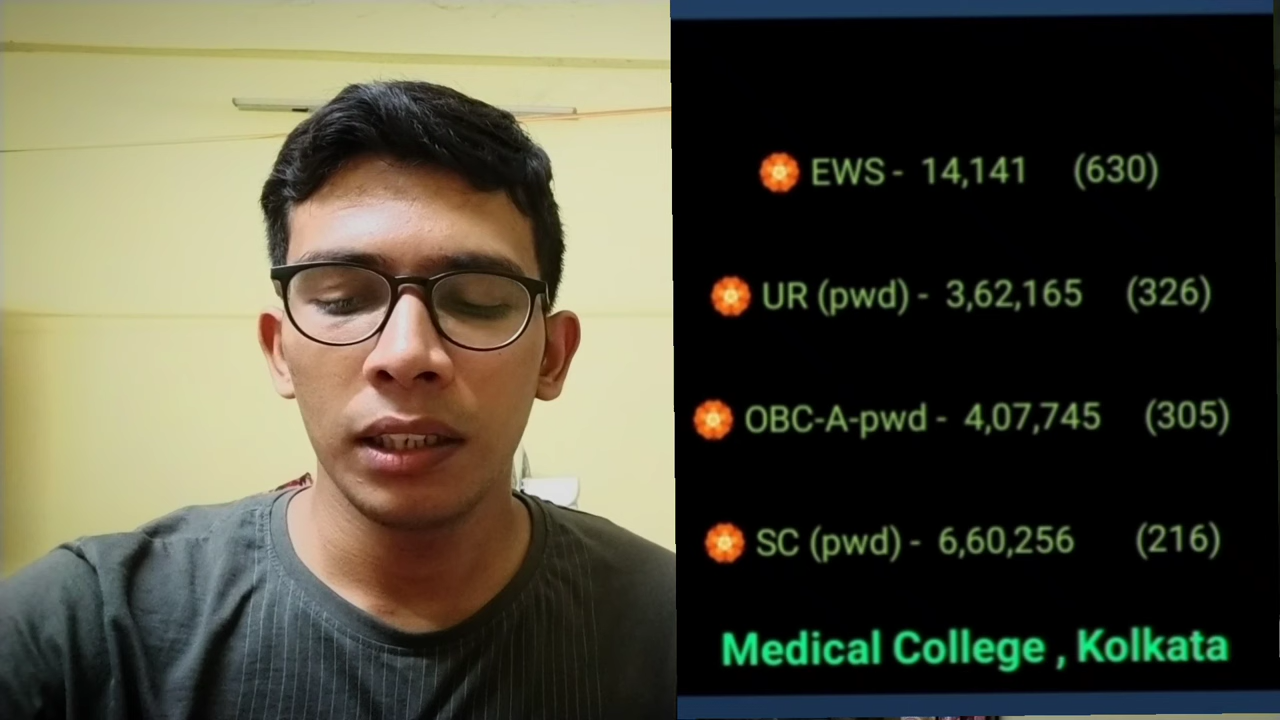 EWS - 14,141 (630)
UR (pwd) - 3,62,165 (326)
OBC-A-pwd - 4,07,745 (305)
SC (pwd) - 6,60,256 (216)
Medical College , Kolkata